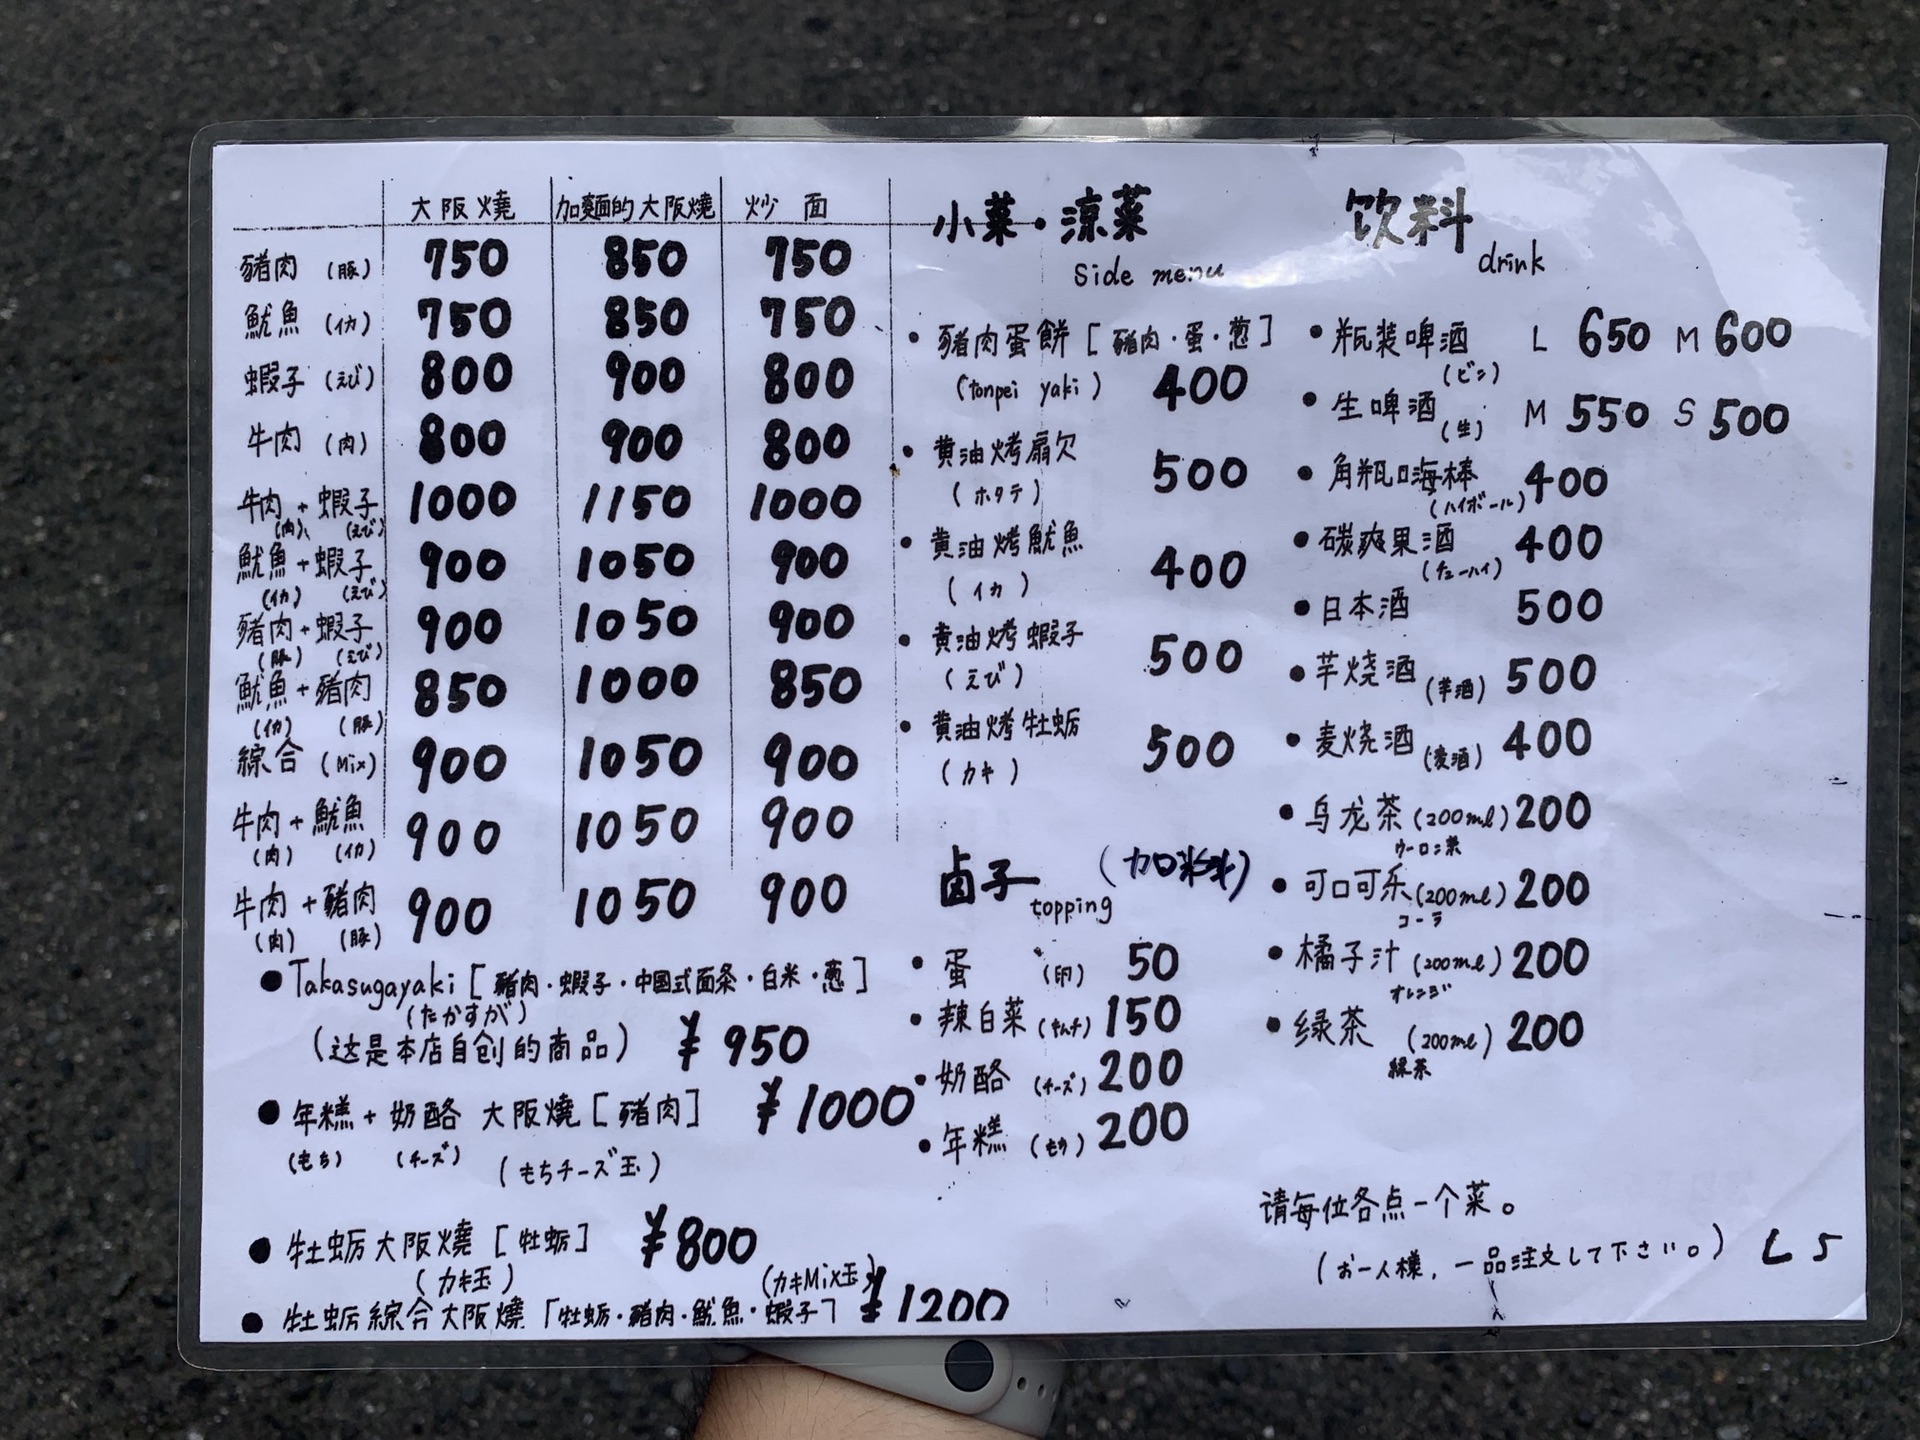 大阪燒 加麵的大阪燒 炒面
豬肉 (豚) 750 850 750
魷魚 (イカ) 750 850 750
蝦子 (えび) 800 900 800
牛肉 (肉) 800 900 800
牛肉 + 蝦子 1000 1150 1000
(肉) (えび)
魷魚 + 蝦子 900 1050 900
(イカ) (えび)
豬肉 + 蝦子 900 1050 900
(豚) (えび)
魷魚 + 豬肉 850 1000 850
(イカ) (豚)
綜合 (Mix) 900 1050 900
牛肉 + 魷魚 900 1050 900
(肉) (イカ)
牛肉 + 豬肉 900 1050 900
(肉) (豚)
● Takasugayaki [豬肉・蝦子・中国式面条・白米・葱]
(たかすが)
(这是本店自创的商品) ¥950
● 年糕 + 奶酪 大阪燒 [豬肉] ¥1000
(もち) (チーズ) (もちチーズ玉)
● 牡蛎大阪燒 [牡蛎] ¥800
(カキ玉) (カキMix玉)
● 牡蛎綜合大阪燒「牡蛎・豬肉・魷魚・蝦子」 ¥1200
小菜・涼菜
Side menu
• 豬肉蛋餅 [豬肉・蛋・葱]
(tonpei yaki) 400
• 黄油烤扇欠 500
(ホタテ)
• 黄油烤魷魚 400
(イカ)
• 黄油烤蝦子 500
(えび)
• 黄油烤牡蛎 500
(カキ)
卤子 (加料)
topping
• 蛋 (卵) 50
• 辣白菜 (キムチ) 150
• 奶酪 (チーズ) 200
• 年糕 (もち) 200
饮料
drink
• 瓶装啤酒 L 650 M 600
(ビン)
• 生啤酒 M 550 S 500
(生)
• 角瓶嗨棒 400
(ハイボール)
• 碳爽果酒 400
(チューハイ)
• 日本酒 500
• 芋烧酒 (芋酒) 500
• 麦烧酒 (麦酒) 400
• 乌龙茶 (200ml) 200
ウーロン茶
• 可口可乐 (200ml) 200
コーラ
• 橘子汁 (200ml) 200
オレンジ
• 绿茶 (200ml) 200
緑茶
请每位各点一个菜。
(お一人様、一品注文して下さい。)